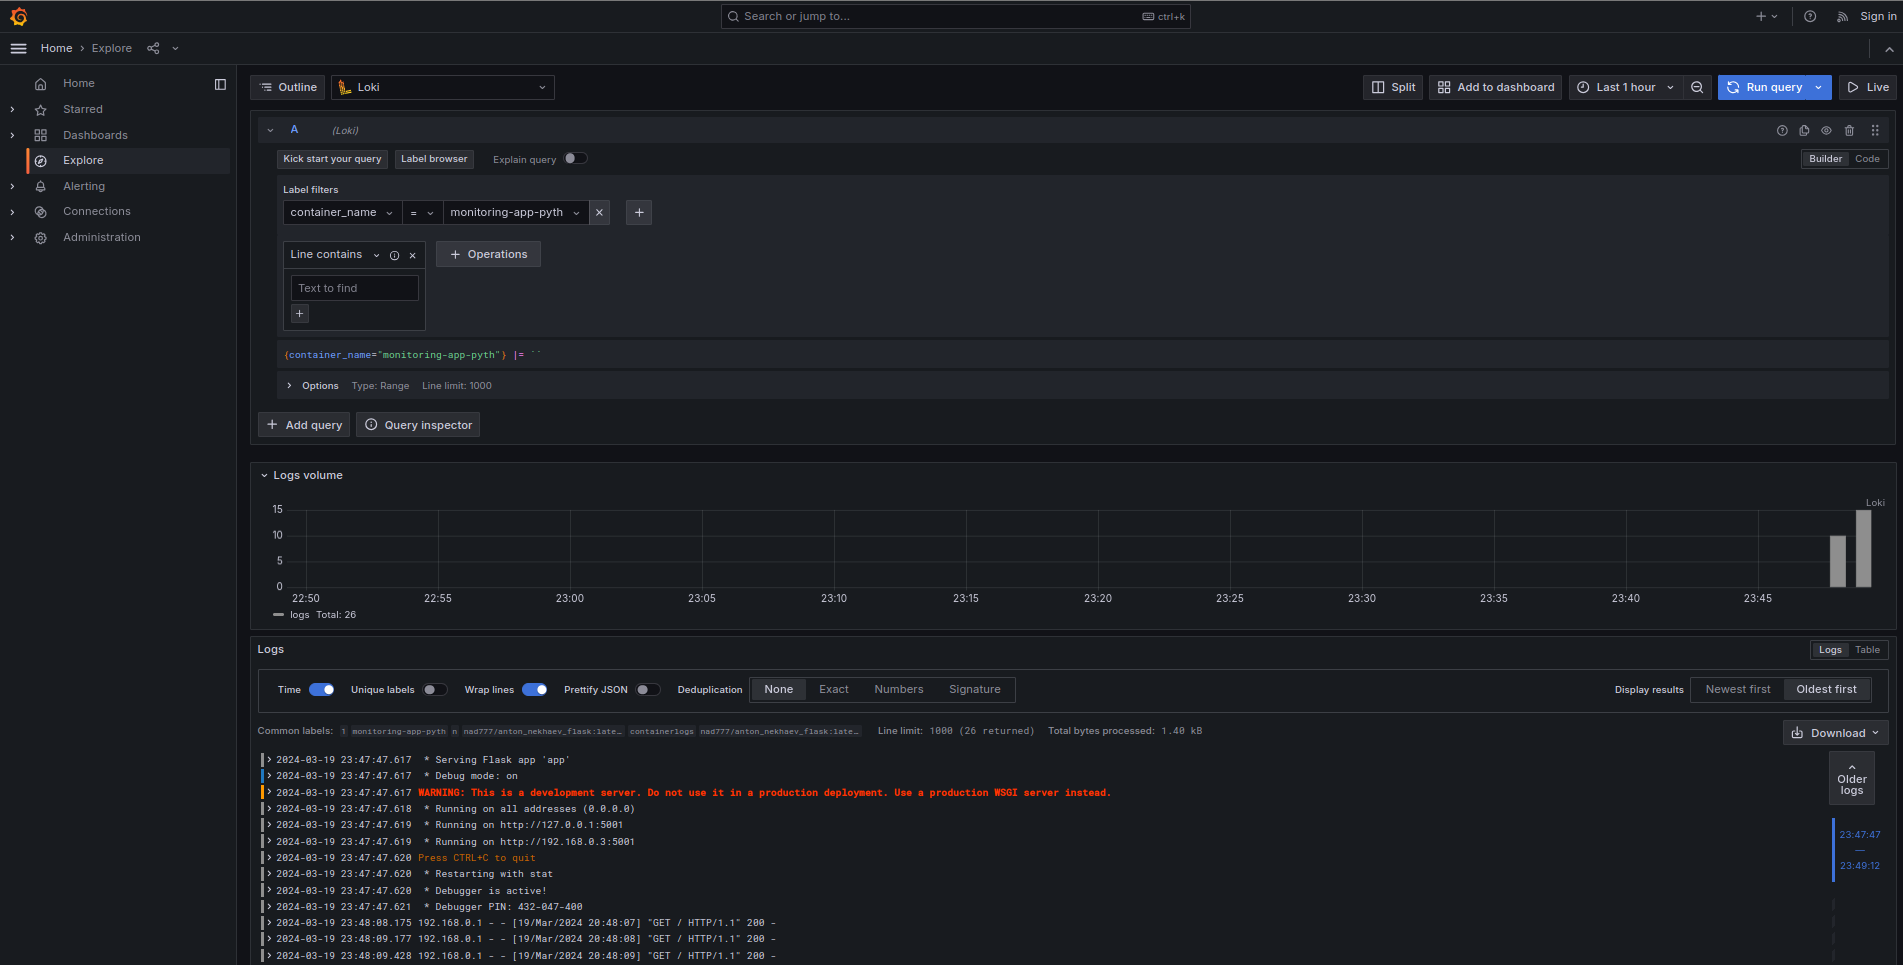 Search or jump to... ctrl+k Sign in
Home › Explore
Home
Starred
Dashboards
Explore
Alerting
Connections
Administration
Outline Loki Split Add to dashboard Last 1 hour Run query Live
A (Loki)
Kick start your query Label browser Explain query Builder Code
Label filters
container_name = monitoring-app-pyth
Line contains + Operations
Text to find
+
{container_name="monitoring-app-pyth"} |= ``
Options Type: Range Line limit: 1000
+ Add query Query inspector
Logs volume
Loki
15
10
5
0
22:50 22:55 23:00 23:05 23:10 23:15 23:20 23:25 23:30 23:35 23:40 23:45
logs Total: 26
Logs Logs Table
Time Unique labels Wrap lines Prettify JSON Deduplication None Exact Numbers Signature Display results Newest first Oldest first
Common labels: 1 monitoring-app-pyth n nad777/anton_nekhaev_flask:late… containerlogs nad777/anton_nekhaev_flask:late… Line limit: 1000 (26 returned) Total bytes processed: 1.40 kB Download
2024-03-19 23:47:47.617 * Serving Flask app 'app'
2024-03-19 23:47:47.617 * Debug mode: on
2024-03-19 23:47:47.617 WARNING: This is a development server. Do not use it in a production deployment. Use a production WSGI server instead.
2024-03-19 23:47:47.618 * Running on all addresses (0.0.0.0)
2024-03-19 23:47:47.619 * Running on http://127.0.0.1:5001
2024-03-19 23:47:47.619 * Running on http://192.168.0.3:5001
2024-03-19 23:47:47.620 Press CTRL+C to quit
2024-03-19 23:47:47.620 * Restarting with stat
2024-03-19 23:47:47.620 * Debugger is active!
2024-03-19 23:47:47.621 * Debugger PIN: 432-047-400
2024-03-19 23:48:08.175 192.168.0.1 - - [19/Mar/2024 20:48:07] "GET / HTTP/1.1" 200 -
2024-03-19 23:48:09.177 192.168.0.1 - - [19/Mar/2024 20:48:08] "GET / HTTP/1.1" 200 -
2024-03-19 23:48:09.428 192.168.0.1 - - [19/Mar/2024 20:48:09] "GET / HTTP/1.1" 200 -
Older
logs
23:47:47
—
23:49:12